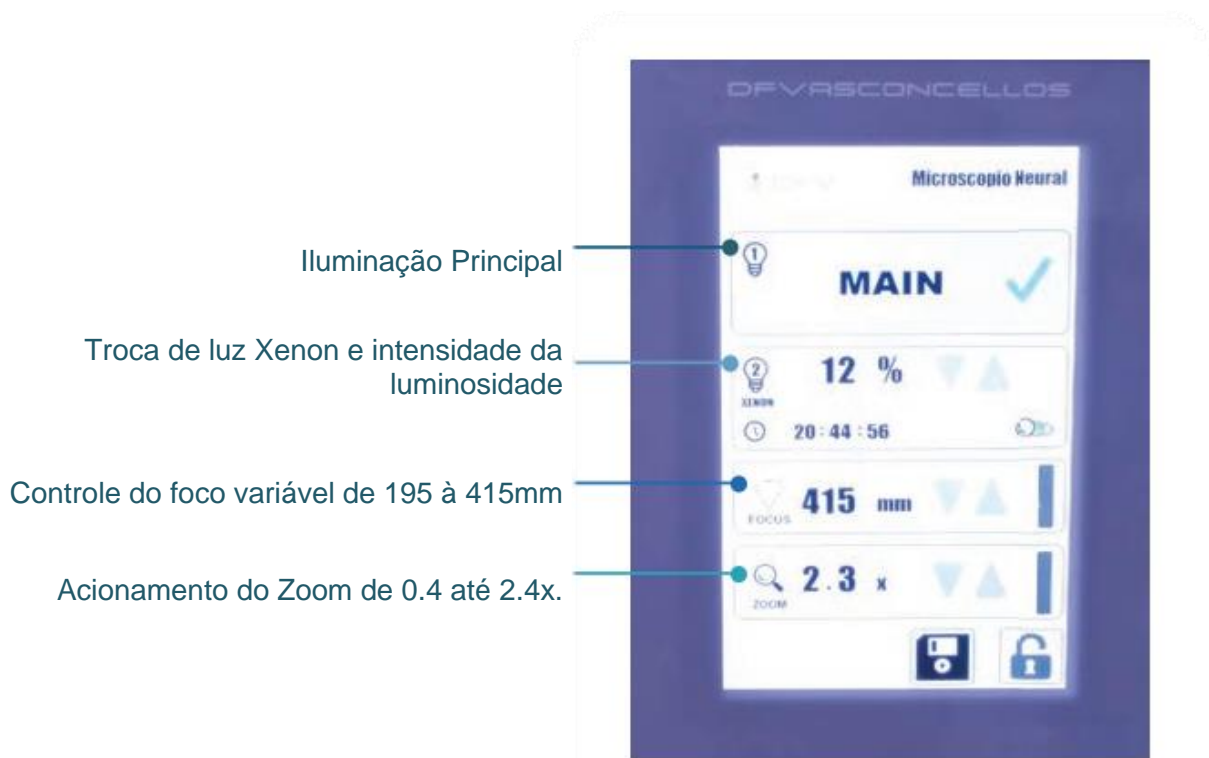 DFVASCONCELLOS
Microscopio Neural
Iluminação Principal
1
MAIN
Troca de luz Xenon e intensidade da
luminosidade
2
12 %
XENON
20:44:56
Controle do foco variável de 195 à 415mm
415 mm
FOCUS
Acionamento do Zoom de 0.4 até 2.4x.
2.3 x
ZOOM